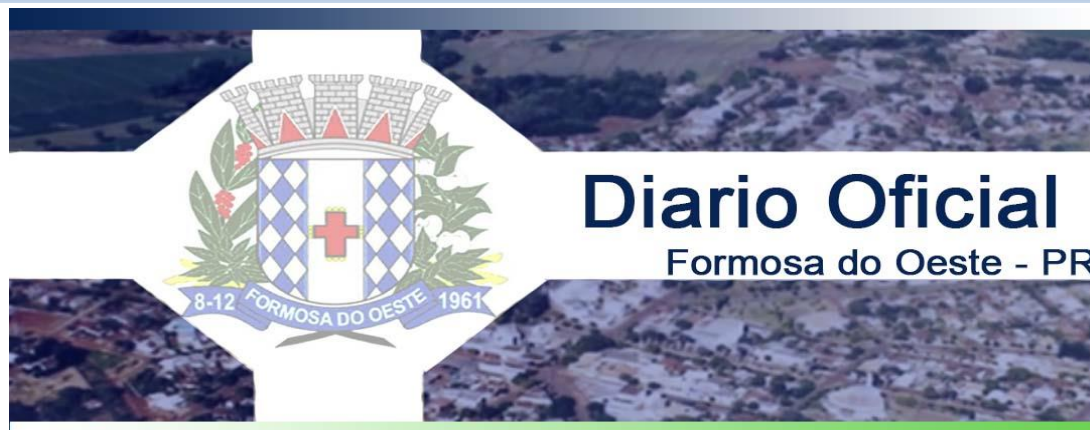 Diario Oficial
Formosa do Oeste - PR
8-12 FORMOSA DO OESTE 1961